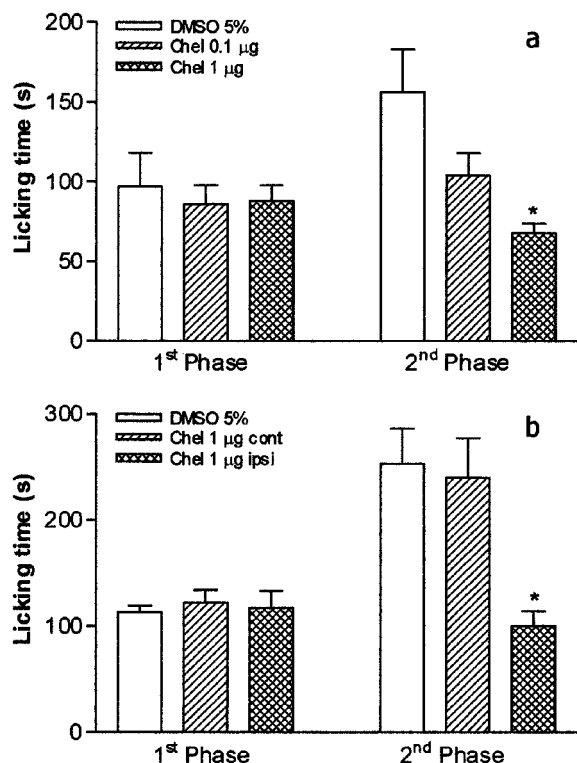 DMSO 5%
Chel 0.1 μg
Chel 1 μg
a
Licking time (s)
200
150
100
50
0
*
1st Phase
2nd Phase
DMSO 5%
Chel 1 μg cont
Chel 1 μg ipsi
b
Licking time (s)
300
200
100
0
*
1st Phase
2nd Phase